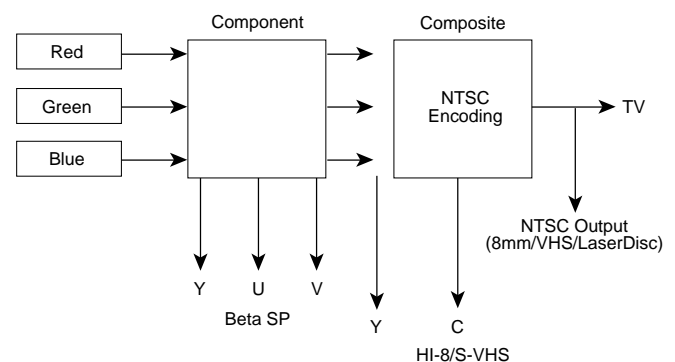 Component
Composite
Red
Green
Blue
NTSC
Encoding
TV
NTSC Output
(8mm/VHS/LaserDisc)
Y U V
Beta SP
Y C
HI-8/S-VHS